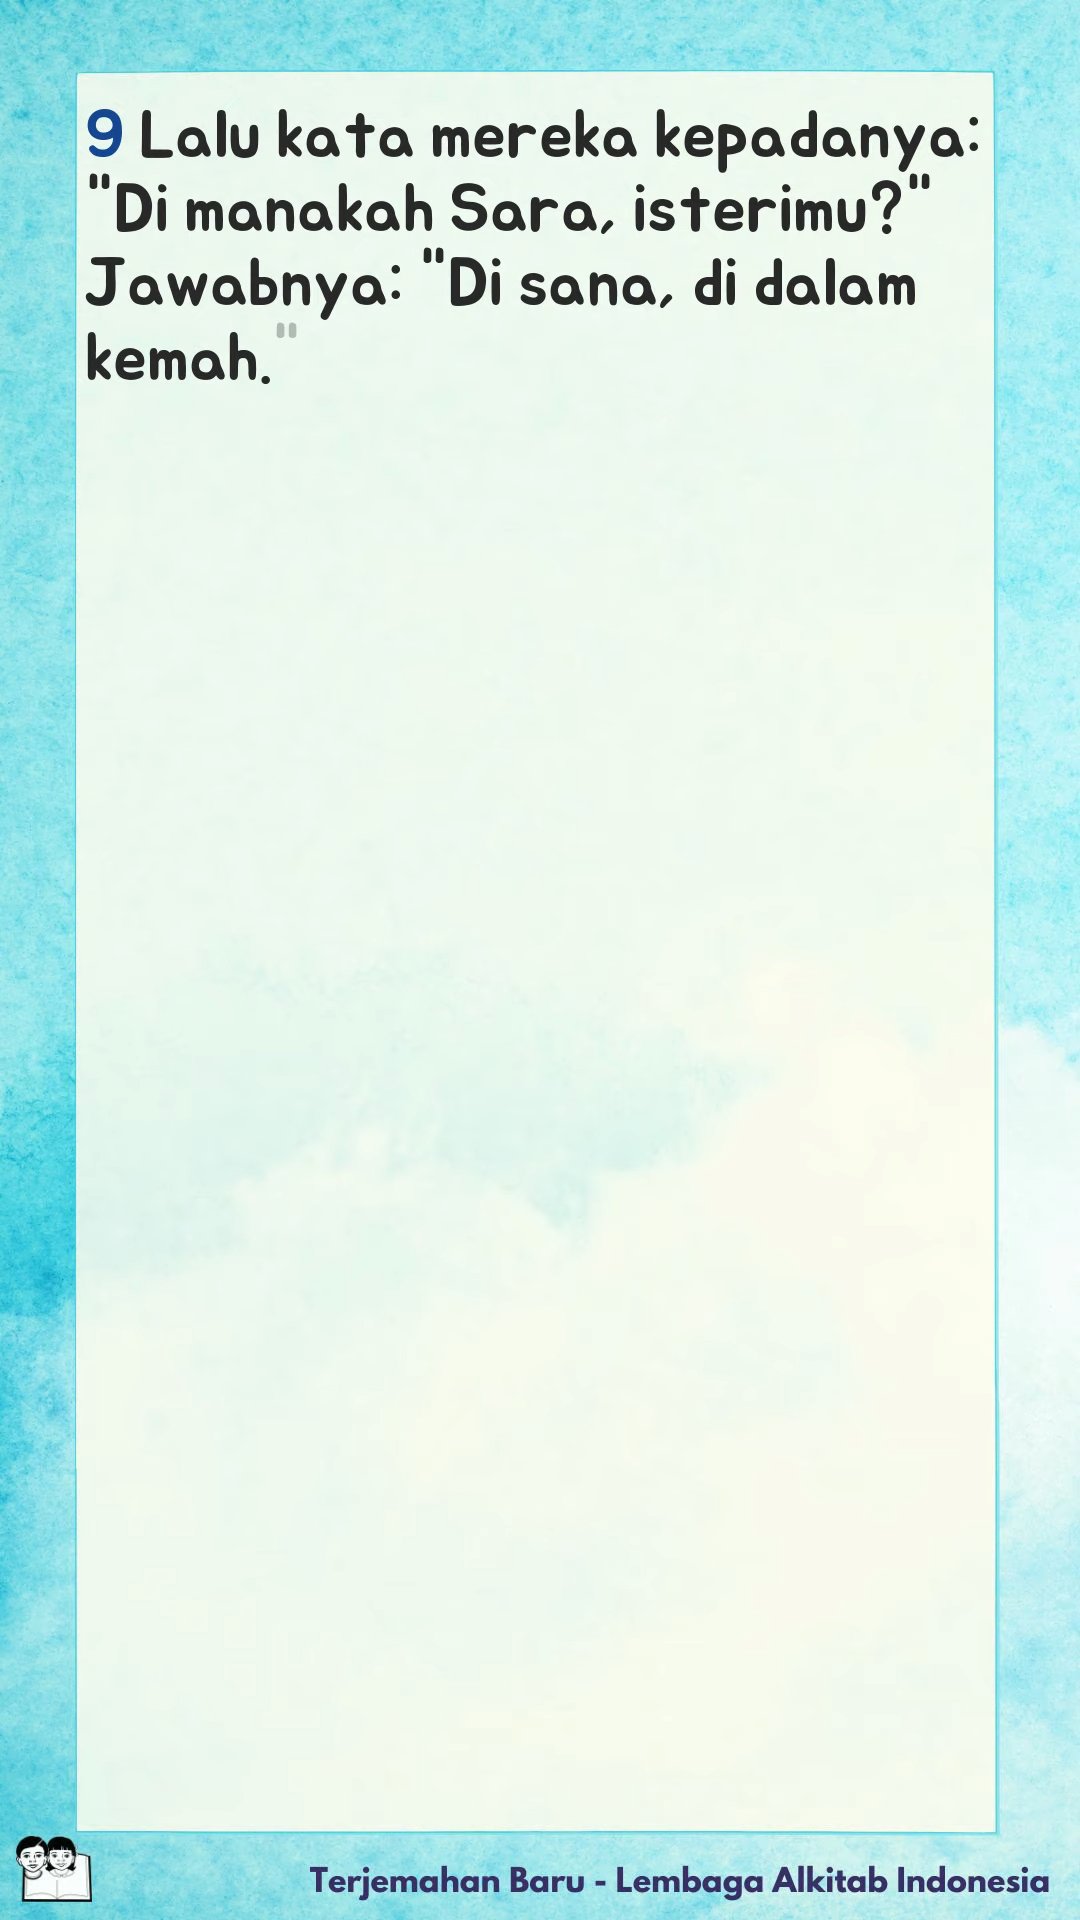 9 Lalu kata mereka kepadanya:
"Di manakah Sara, isterimu?"
Jawabnya: "Di sana, di dalam
kemah."
Terjemahan Baru - Lembaga Alkitab Indonesia